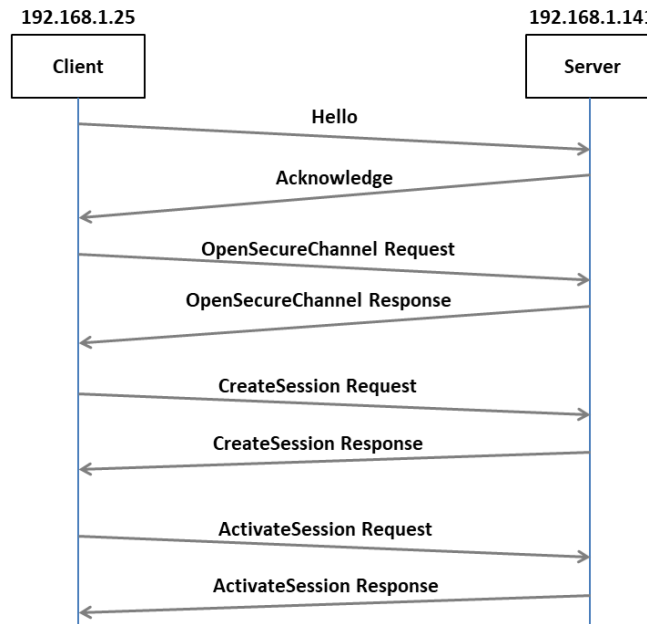 192.168.1.25
192.168.1.141
Client
Server
Hello
Acknowledge
OpenSecureChannel Request
OpenSecureChannel Response
CreateSession Request
CreateSession Response
ActivateSession Request
ActivateSession Response